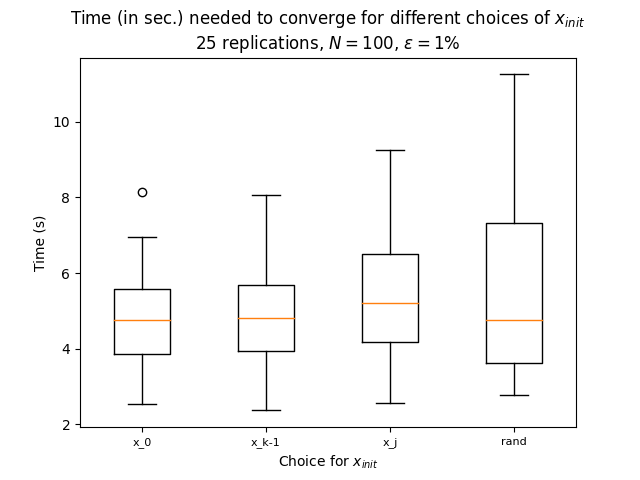 Time (in sec.) needed to converge for different choices of x_init
25 replications, N = 100, ε = 1%
10
8
6
4
2
Time (s)
x_0
x_k-1
x_j
rand
Choice for x_init